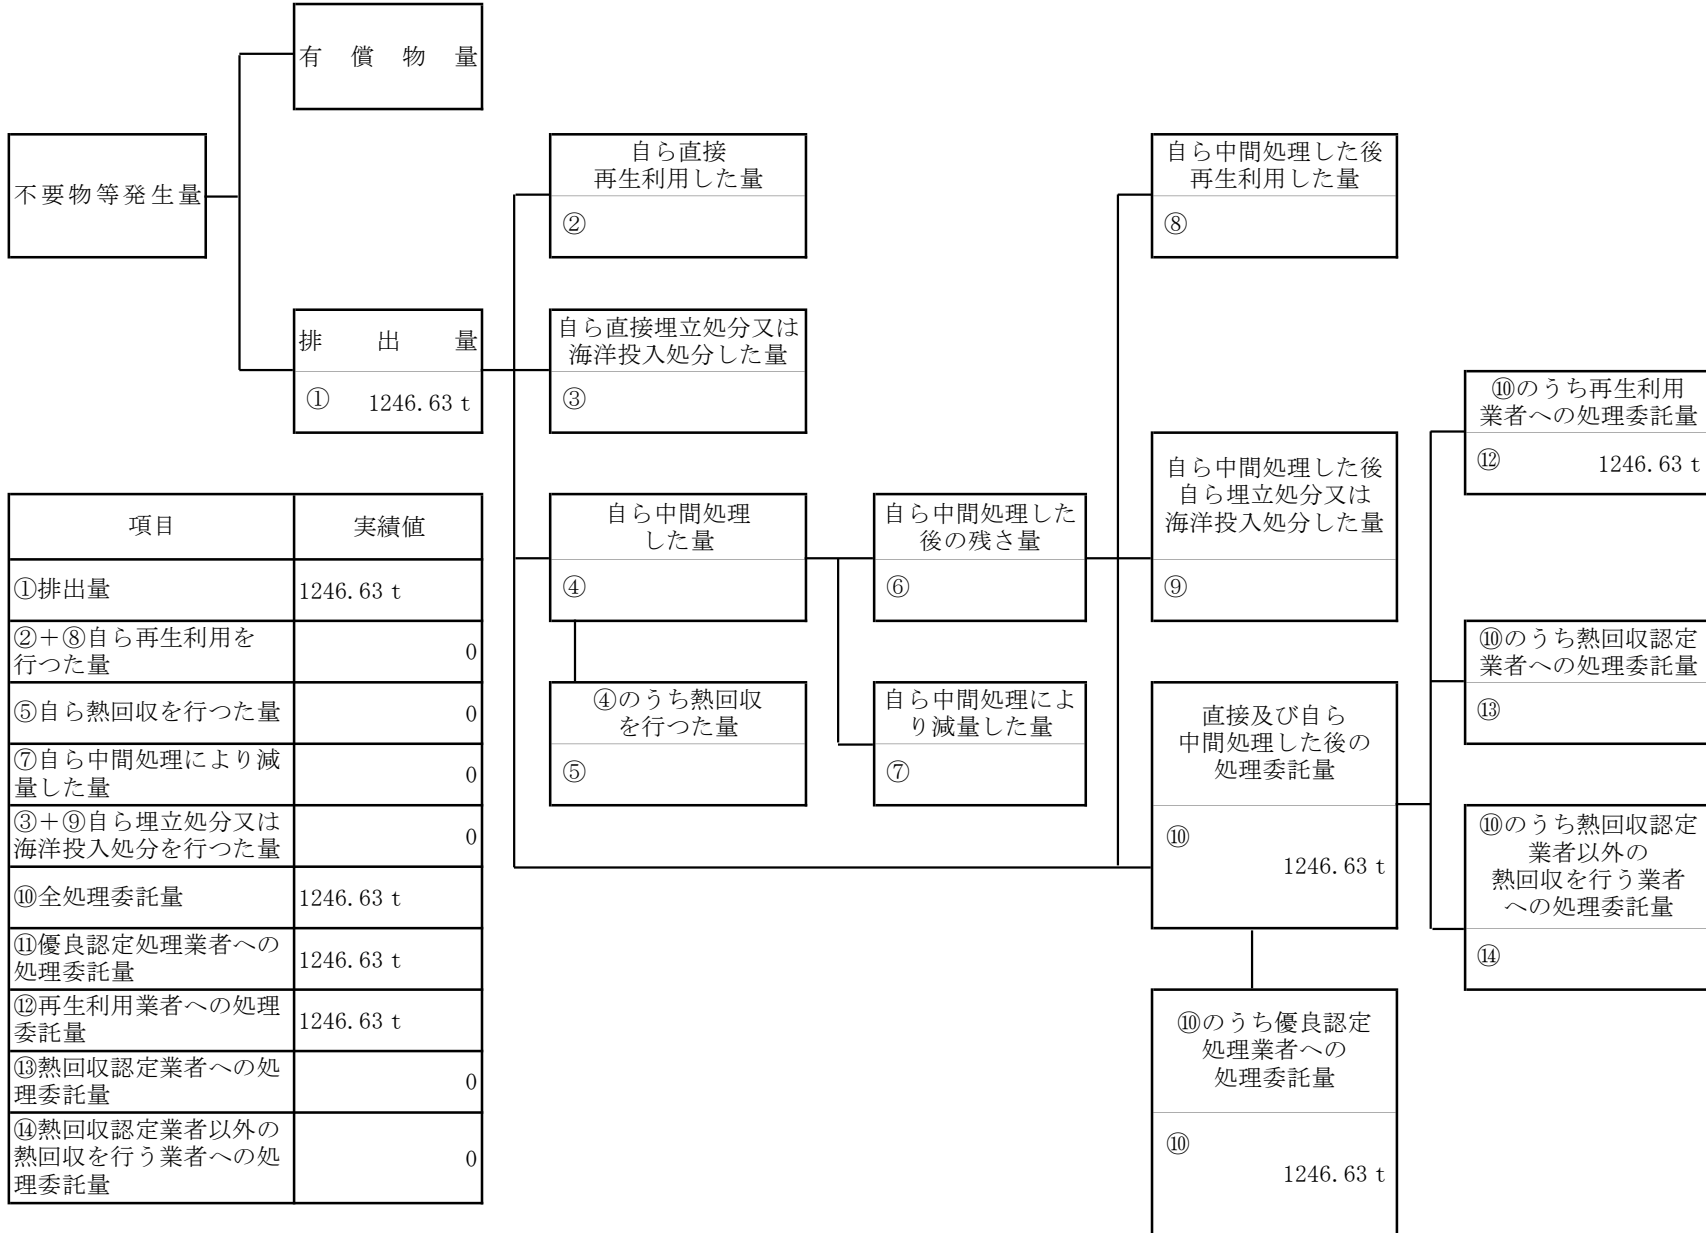 有償物量
不要物等発生量
排出量
① 1246.63 t
自ら直接
再生利用した量
②
自ら直接埋立処分又は
海洋投入処分した量
③
自ら中間処理
した量
④
④のうち熱回収
を行つた量
⑤
自ら中間処理した
後の残さ量
⑥
自ら中間処理によ
り減量した量
⑦
自ら中間処理した後
再生利用した量
⑧
自ら中間処理した後
自ら埋立処分又は
海洋投入処分した量
⑨
直接及び自ら
中間処理した後の
処理委託量
⑩
1246.63 t
⑩のうち優良認定
処理業者への
処理委託量
⑩
1246.63 t
⑩のうち再生利用
業者への処理委託量
⑫ 1246.63 t
⑩のうち熱回収認定
業者への処理委託量
⑬
⑩のうち熱回収認定
業者以外の
熱回収を行う業者
への処理委託量
⑭
項目 実績値
①排出量 1246.63 t
②+⑧自ら再生利用を
行つた量 0
⑤自ら熱回収を行つた量 0
⑦自ら中間処理により減
量した量 0
③+⑨自ら埋立処分又は
海洋投入処分を行つた量 0
⑩全処理委託量 1246.63 t
⑪優良認定処理業者への
処理委託量 1246.63 t
⑫再生利用業者への処理
委託量 1246.63 t
⑬熱回収認定業者への処
理委託量 0
⑭熱回収認定業者以外の
熱回収を行う業者への処
理委託量 0